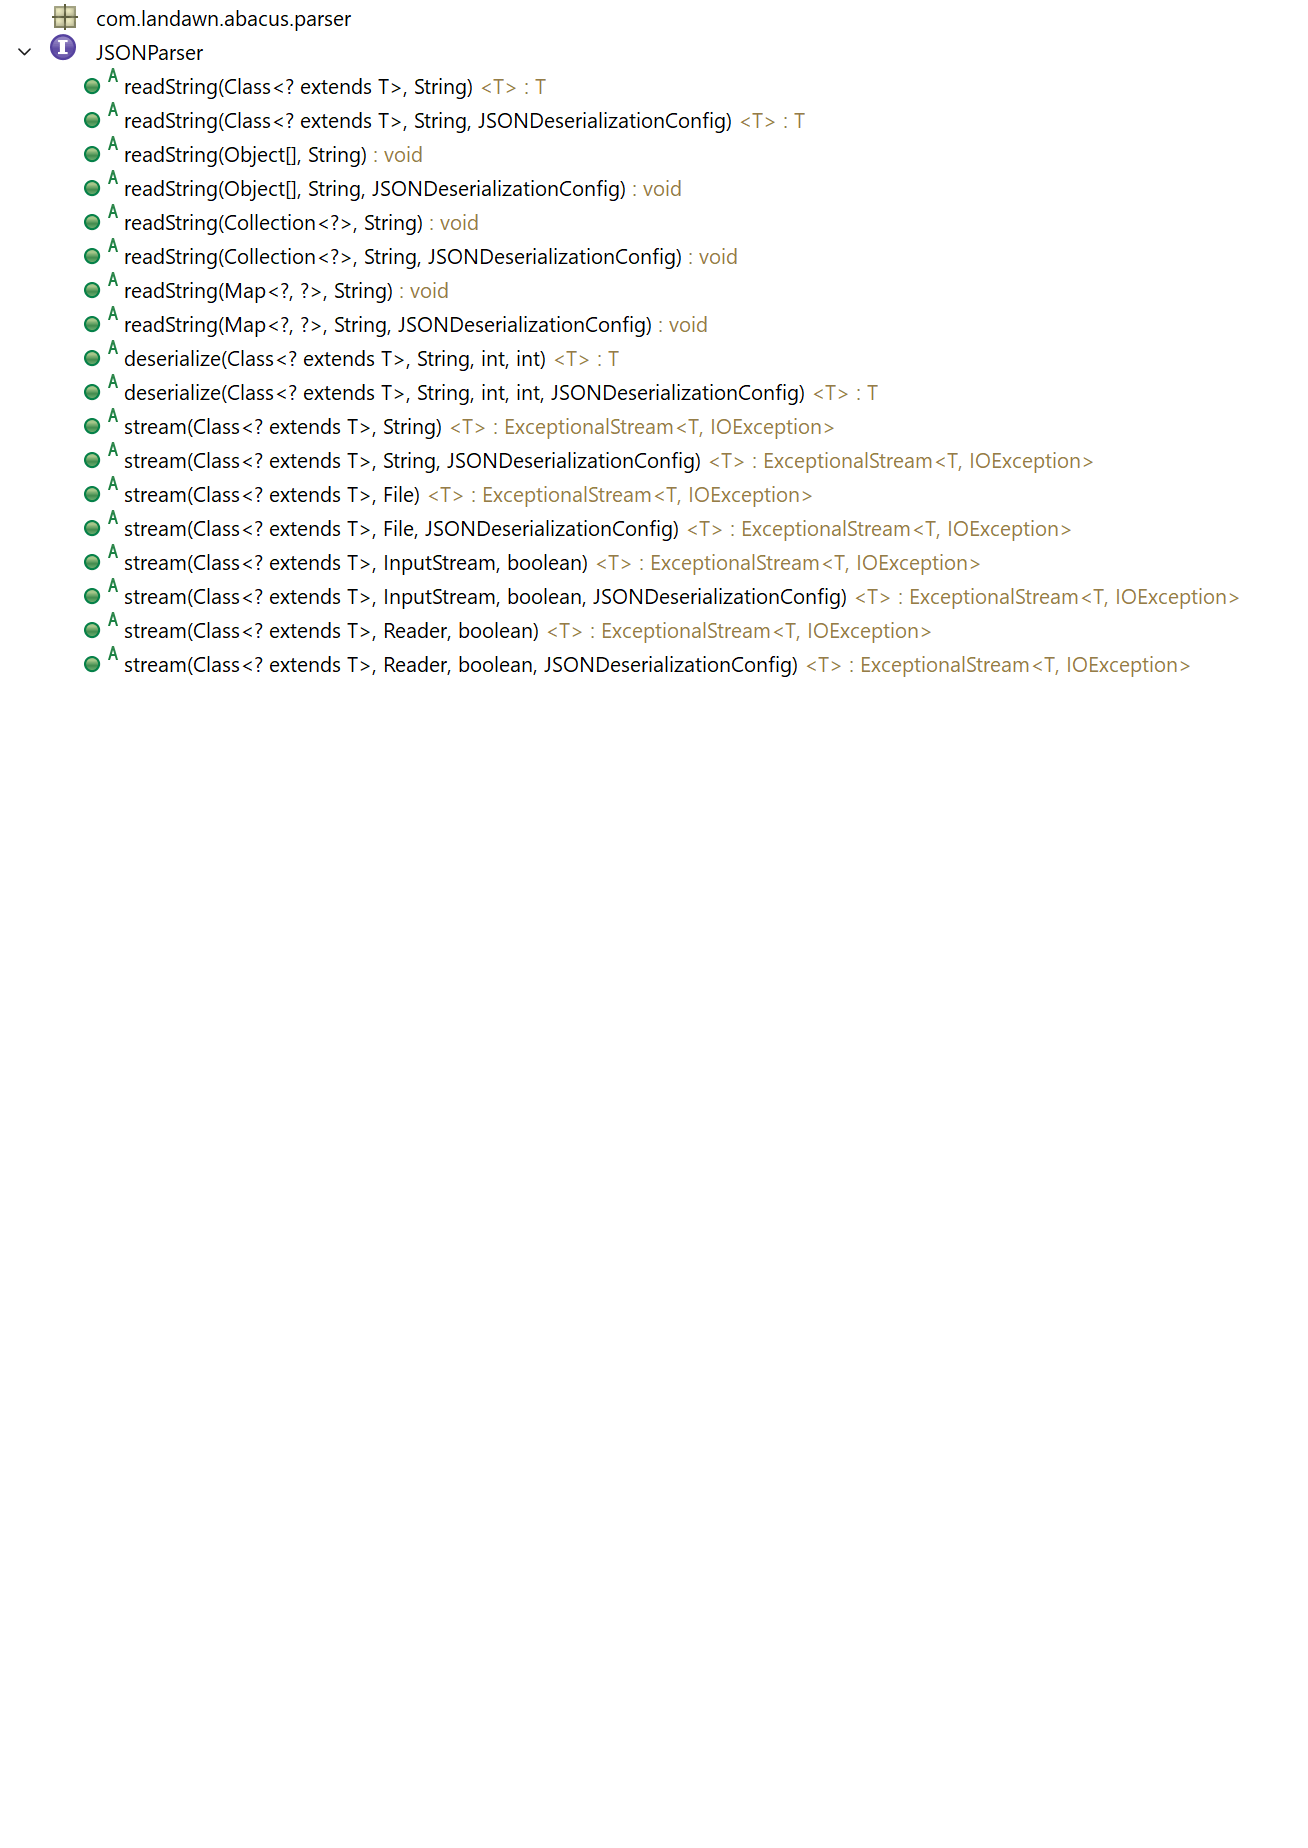 com.landawn.abacus.parser
JSONParser
readString(Class<? extends T>, String) <T> : T
readString(Class<? extends T>, String, JSONDeserializationConfig) <T> : T
readString(Object[], String) : void
readString(Object[], String, JSONDeserializationConfig) : void
readString(Collection<?>, String) : void
readString(Collection<?>, String, JSONDeserializationConfig) : void
readString(Map<?, ?>, String) : void
readString(Map<?, ?>, String, JSONDeserializationConfig) : void
deserialize(Class<? extends T>, String, int, int) <T> : T
deserialize(Class<? extends T>, String, int, int, JSONDeserializationConfig) <T> : T
stream(Class<? extends T>, String) <T> : ExceptionalStream<T, IOException>
stream(Class<? extends T>, String, JSONDeserializationConfig) <T> : ExceptionalStream<T, IOException>
stream(Class<? extends T>, File) <T> : ExceptionalStream<T, IOException>
stream(Class<? extends T>, File, JSONDeserializationConfig) <T> : ExceptionalStream<T, IOException>
stream(Class<? extends T>, InputStream, boolean) <T> : ExceptionalStream<T, IOException>
stream(Class<? extends T>, InputStream, boolean, JSONDeserializationConfig) <T> : ExceptionalStream<T, IOException>
stream(Class<? extends T>, Reader, boolean) <T> : ExceptionalStream<T, IOException>
stream(Class<? extends T>, Reader, boolean, JSONDeserializationConfig) <T> : ExceptionalStream<T, IOException>